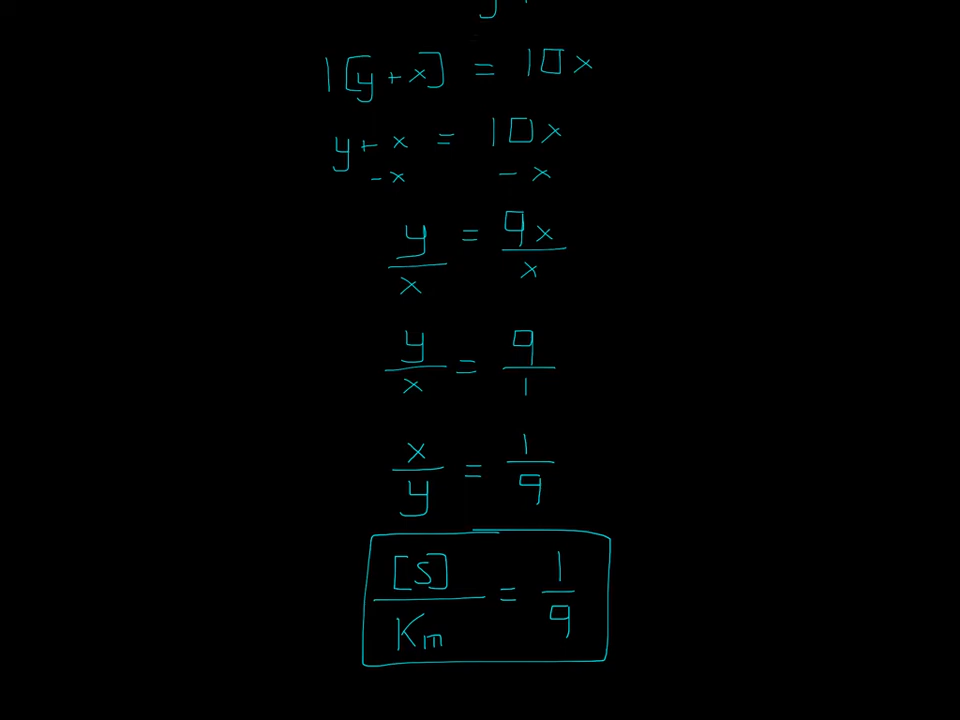 1[y + x] = 10x
y + x = 10x
- x - x
y/x = 9x/x
y/x = 9/1
x/y = 1/9
[S]/Km = 1/9